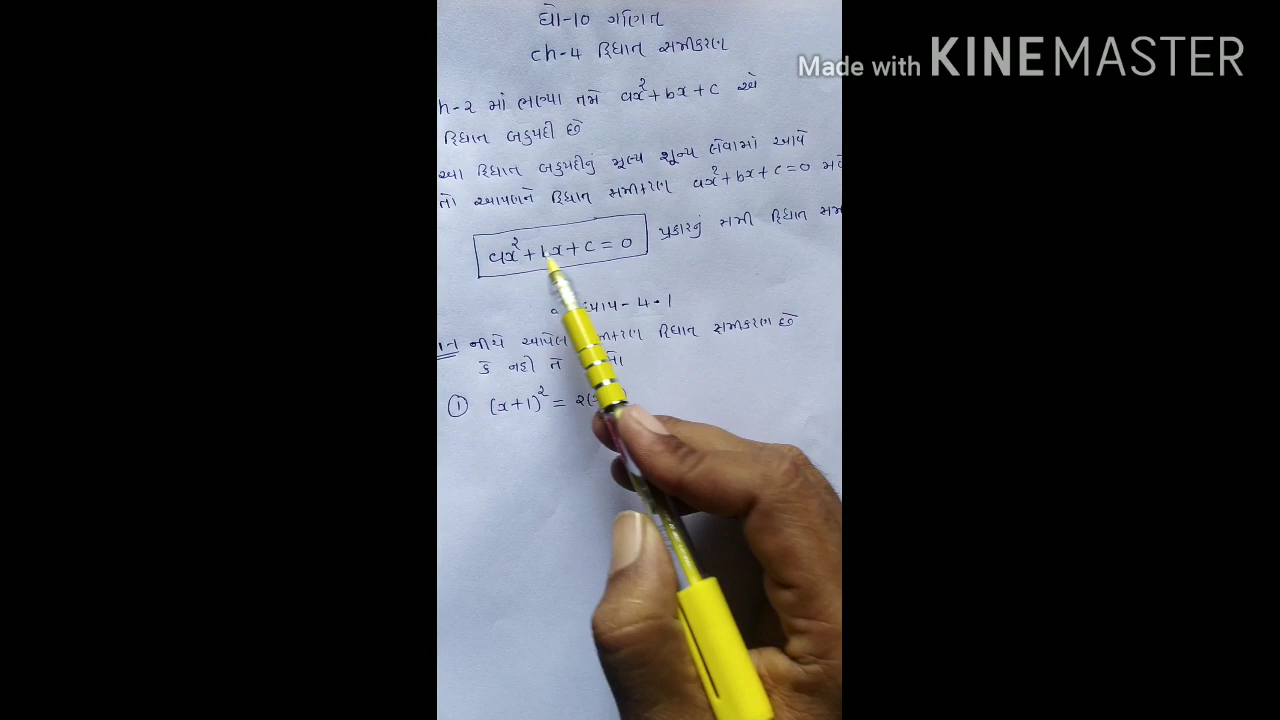 ધો-10 ગણિત
ch-4 દ્વિઘાત સમીકરણ
Made with KINEMASTER
h-2 માં ભણ્યા તમે ax²+bx+c એ
દ્વિઘાત બહુપદી છે
આ દ્વિઘાત બહુપદીનું મૂલ્ય શૂન્ય લેવામાં આવે
તો આપણને દ્વિઘાત સમીકરણ ax²+bx+c=0 મળે
ax²+bx+c=0 પ્રકારનું સમી દ્વિઘાત સમ
4.1
નીચે આપેલ દ્વિઘાત સમીકરણ છે
કે નહી તે
① (x+1)² = 2(x